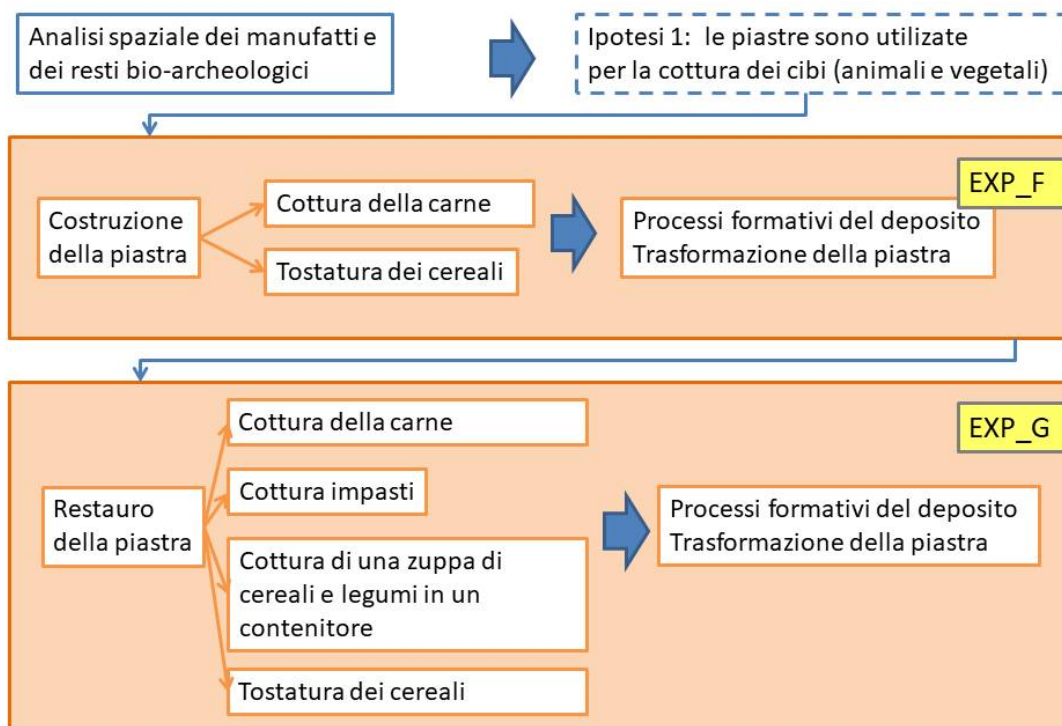 Analisi spaziale dei manufatti e
dei resti bio-archeologici
Ipotesi 1:  le piastre sono utilizate
per la cottura dei cibi (animali e vegetali)
EXP_F
Costruzione
della piastra
Cottura della carne
Tostatura dei cereali
Processi formativi del deposito
Trasformazione della piastra
EXP_G
Restauro
della piastra
Cottura della carne
Cottura impasti
Cottura di una zuppa di
cereali e legumi in un
contenitore
Tostatura dei cereali
Processi formativi del deposito
Trasformazione della piastra